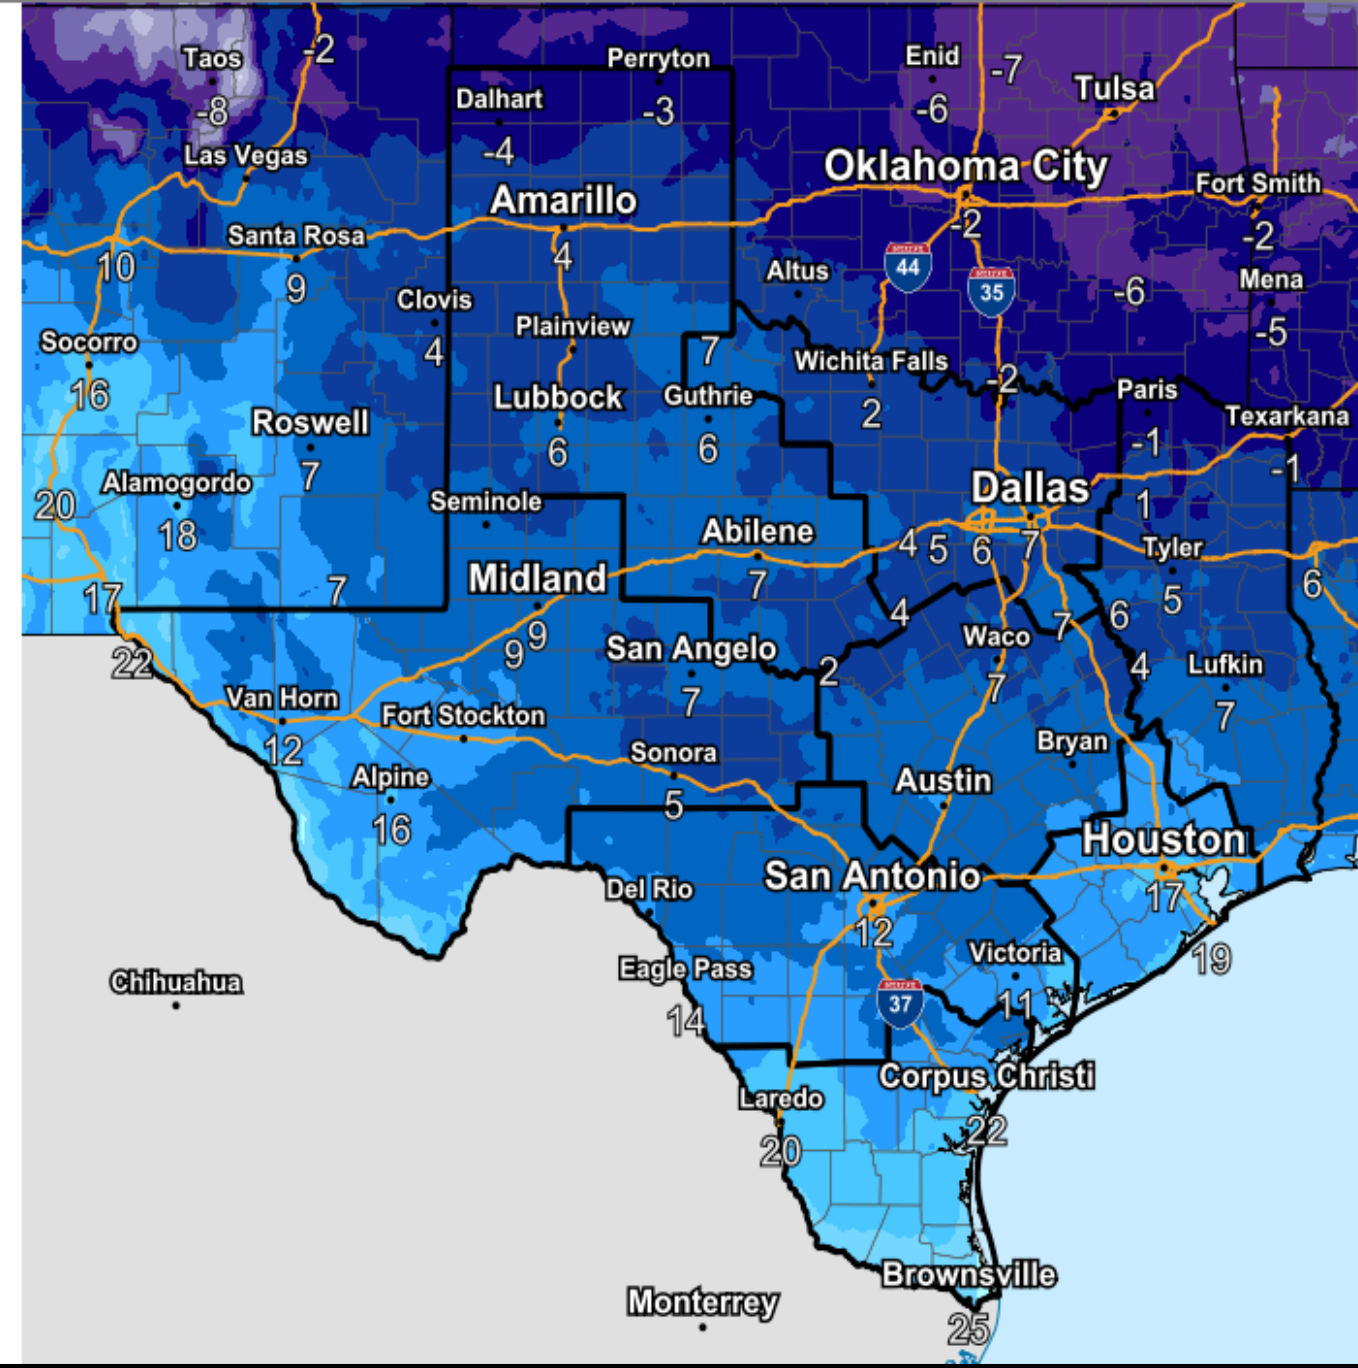 Taos
-8
-2
Perryton
-3
Dalhart
-4
Enid
-6
-7
Tulsa
Las Vegas
Amarillo
4
Oklahoma City
-2
Fort Smith
-2
Santa Rosa
9
10
INTERSTATE
44
INTERSTATE
35
Altus
-6
Mena
-5
Clovis
4
Plainview
Socorro
16
7
Wichita Falls
2
-2
Guthrie
6
Lubbock
6
Paris
-1
Texarkana
-1
Roswell
7
Alamogordo
18
20
Seminole
Dallas
1
Abilene
7
4
5
6
7
Tyler
5
6
Midland
9
9
7
17
22
4
7
6
Waco
7
San Angelo
7
2
4
Lufkin
7
Van Horn
12
Fort Stockton
Sonora
5
Bryan
Alpine
16
Austin
Houston
17
19
San Antonio
12
Del Rio
Eagle Pass
14
Victoria
11
INTERSTATE
37
Chihuahua
Corpus Christi
22
Laredo
20
Brownsville
25
Monterrey